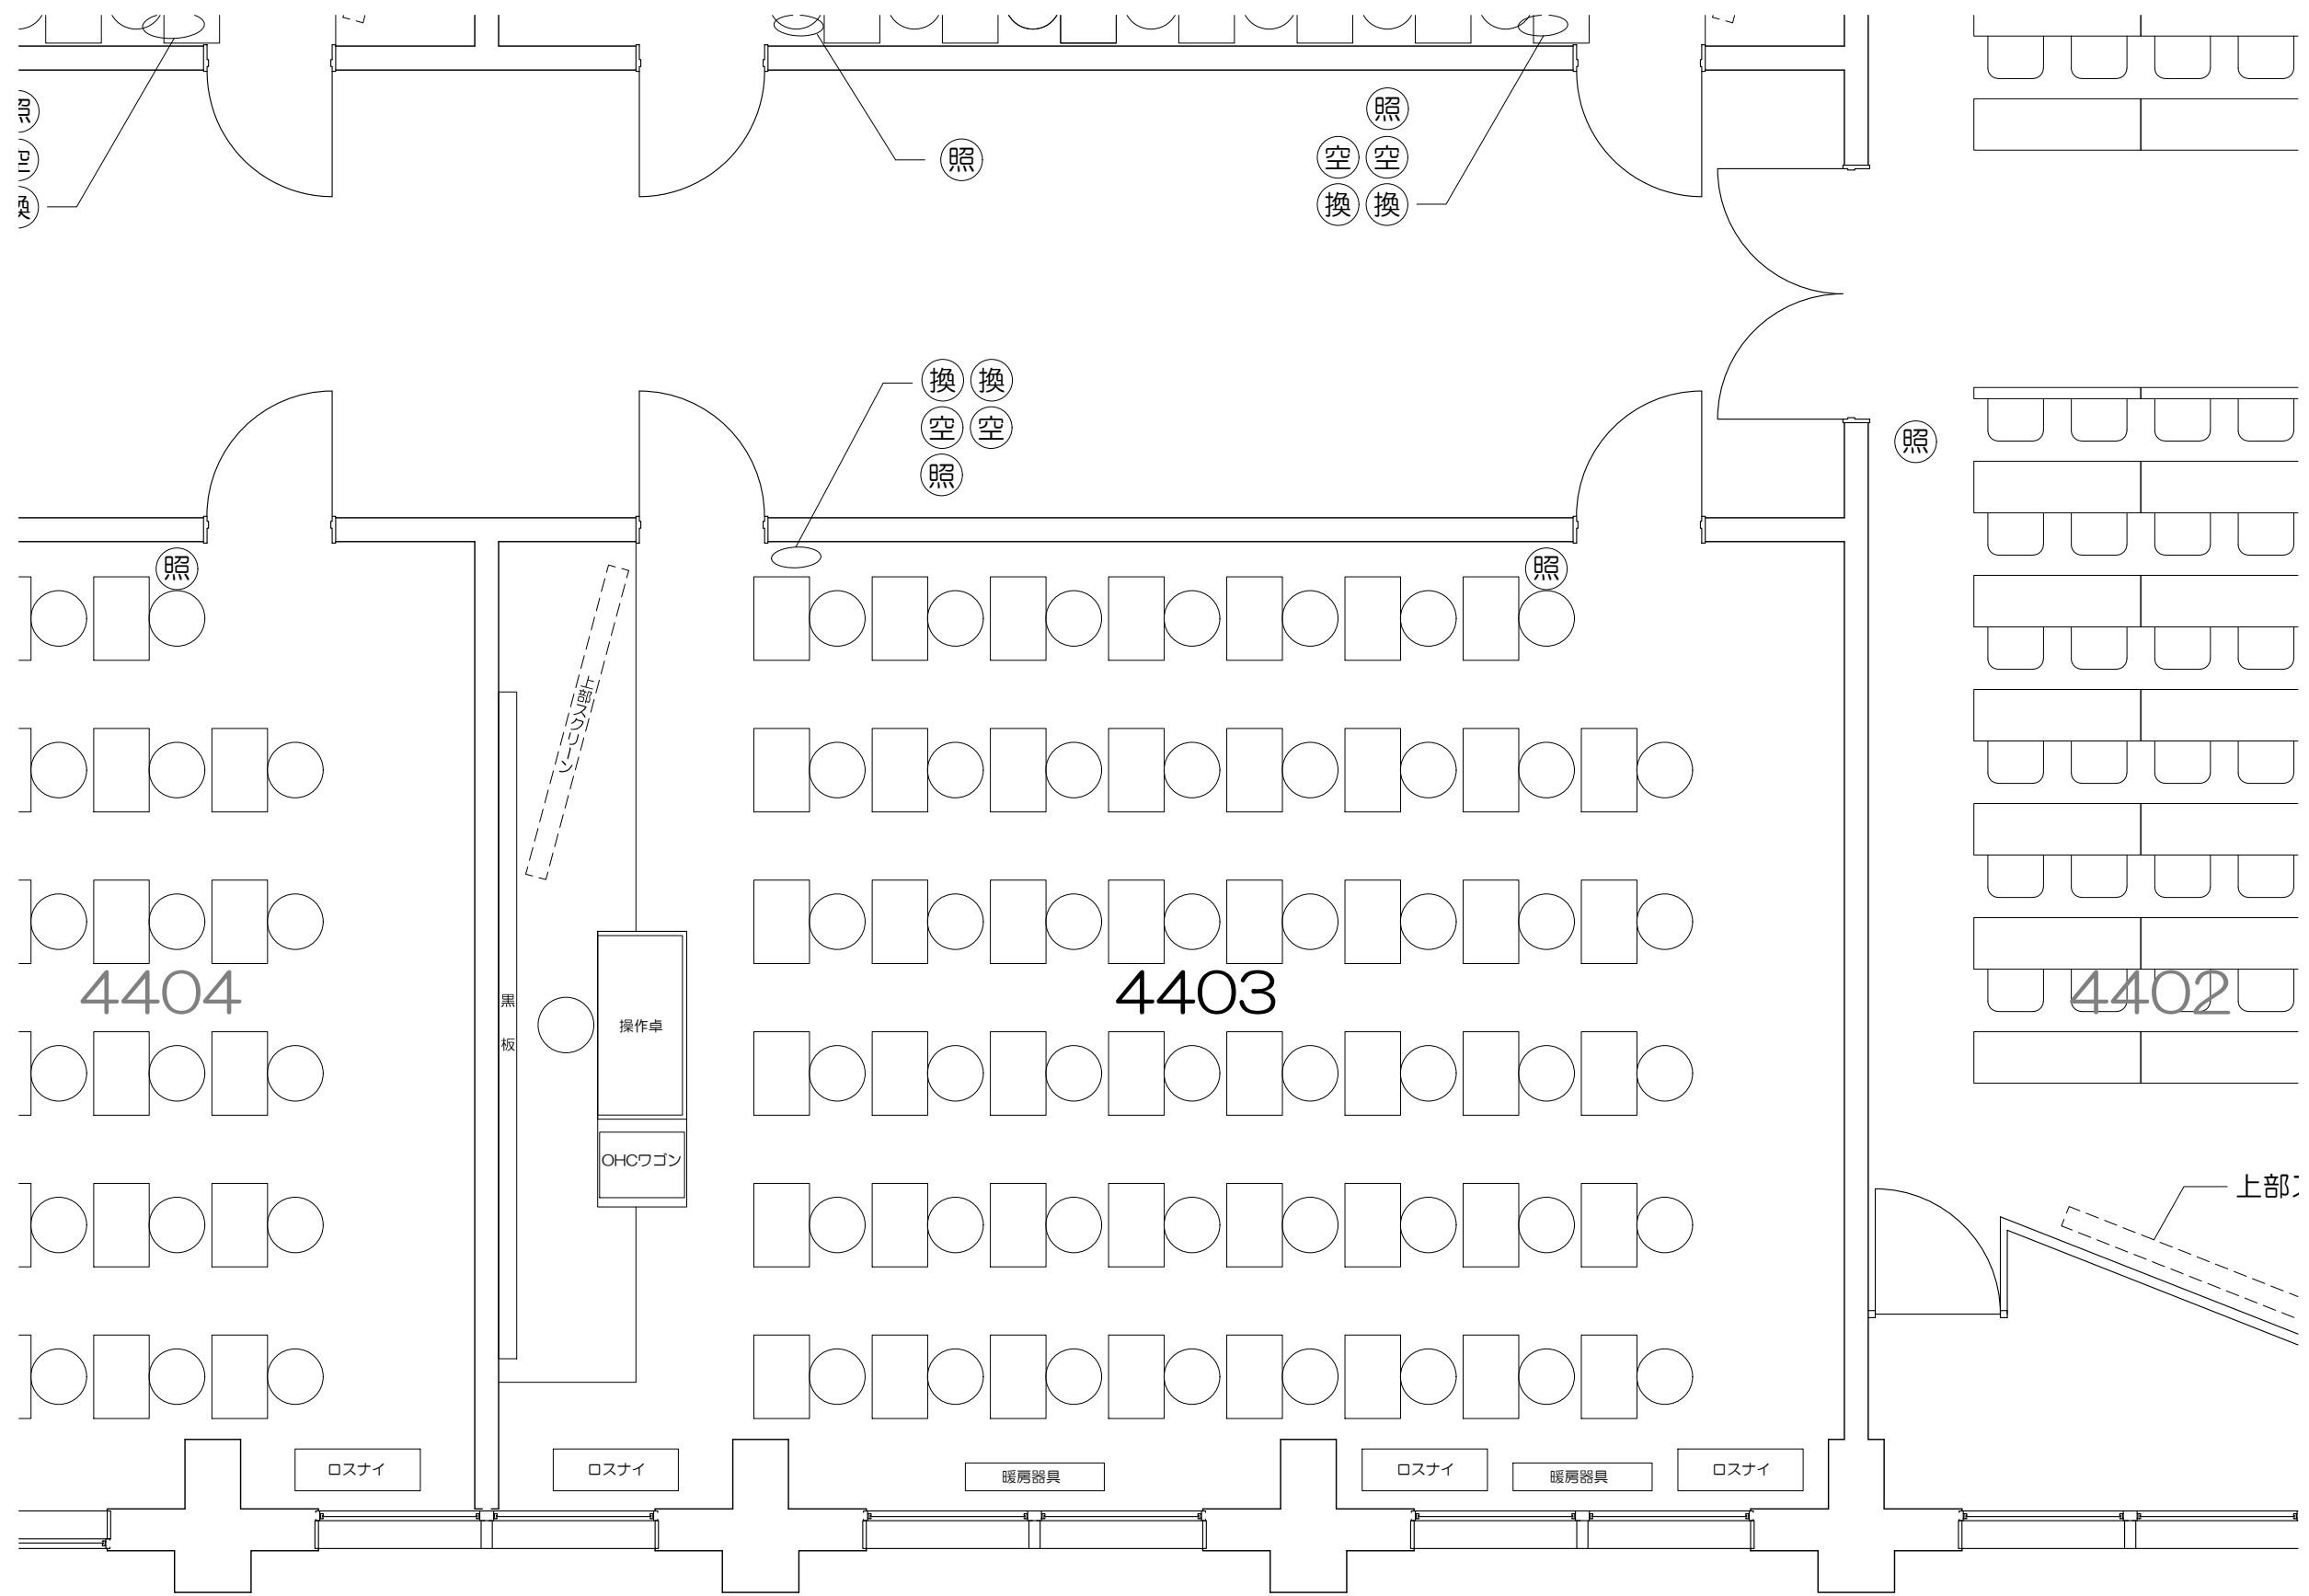 照
照
空 空
換 換
照
換
換 換
空 空
照
照
照
照
上部スクリーン
4404
4403
4402
黒板
操作卓
OHCワゴン
上部
ロスナイ
ロスナイ
暖房器具
ロスナイ
暖房器具
ロスナイ